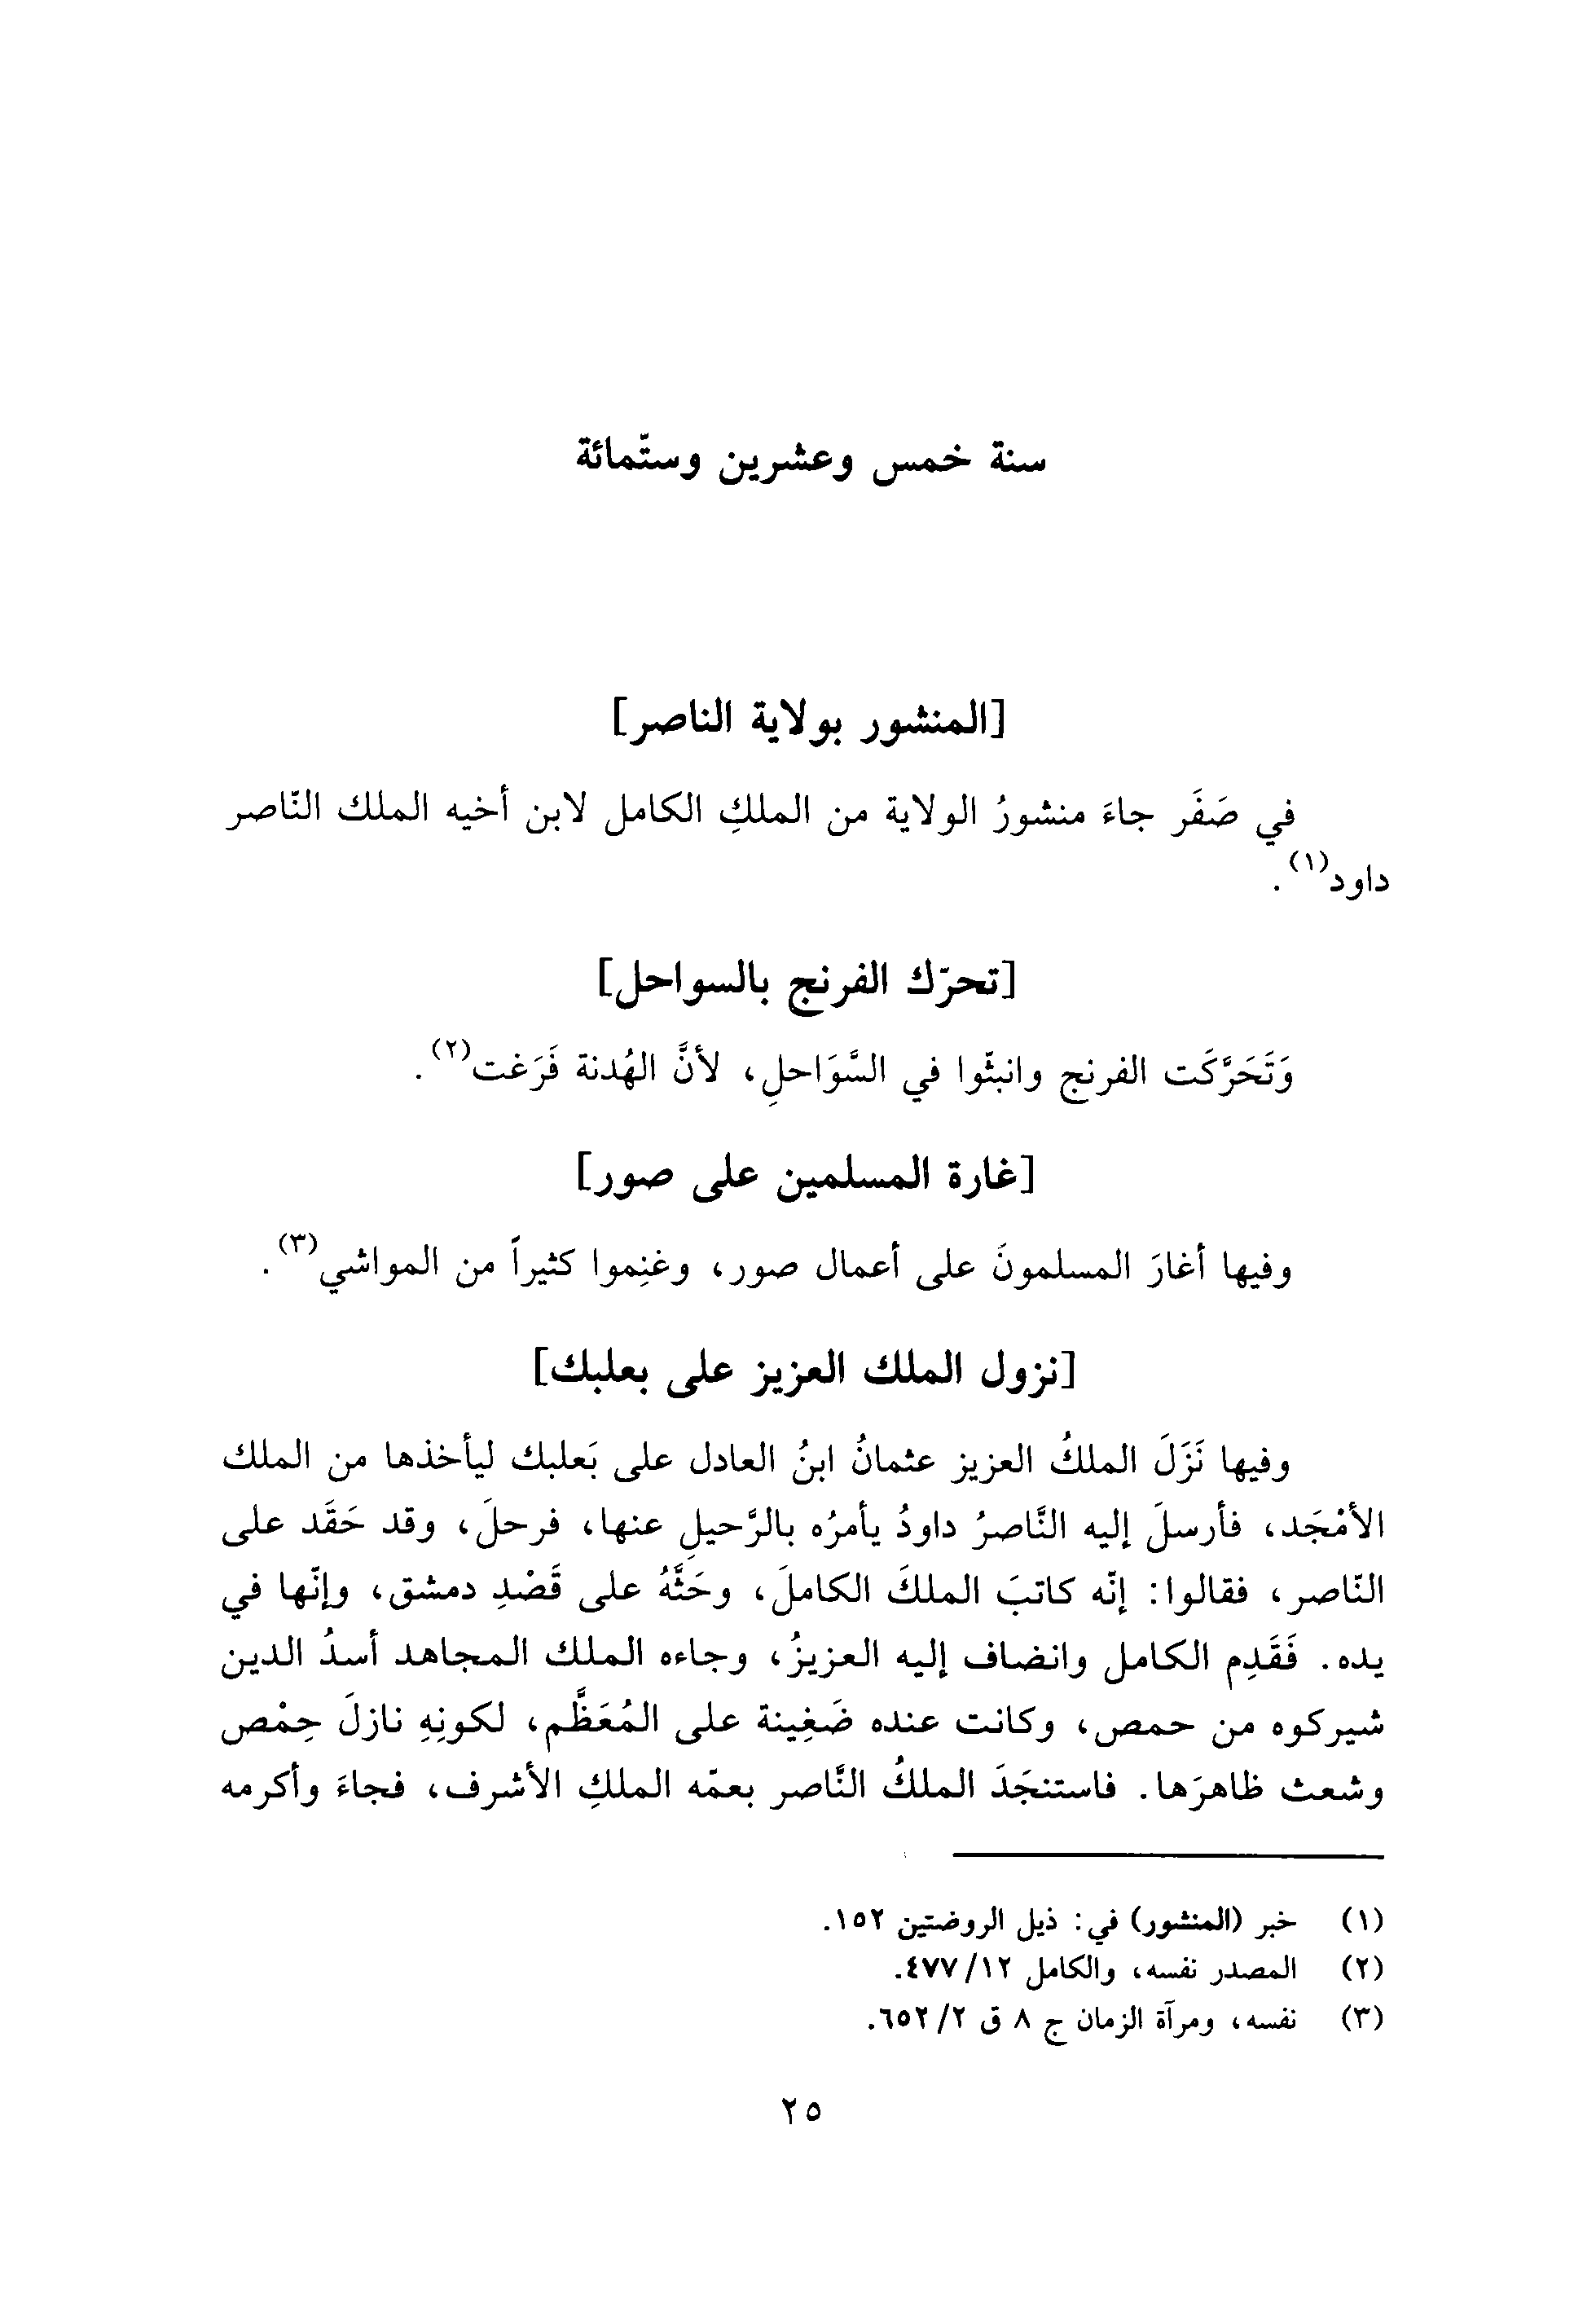 سنة خمس وعشرين وستّمائة
[المنشور بولاية الناصر]
في صَفَر جاءَ منشورُ الولاية من الملكِ الكامل لابن أخيه الملك النّاصر
داود(١).
[تحرّك الفرنج بالسواحل]
وَتَحَرَّكَت الفرنج وانبثّوا في السَّوَاحلِ، لأنَّ الهُدنة فَرَغت(٢).
[غارة المسلمين على صور]
وفيها أغارَ المسلمونَ على أعمال صور، وغنِموا كثيراً من المواشي(٣).
[نزول الملك العزيز على بعلبك]
وفيها نَزَلَ الملكُ العزيز عثمانُ ابنُ العادل على بَعلبك ليأخذها من الملك
الأمْجَد، فأرسلَ إليه النَّاصرُ داودُ يأمرُه بالرَّحيلِ عنها، فرحلَ، وقد حَقَد على
النّاصر، فقالوا: إنّه كاتبَ الملكَ الكاملَ، وحَثَّهُ على قَصْدِ دمشق، وإنّها في
يده. فَقَدِم الكامل وانضاف إليه العزيزُ، وجاءه الملك المجاهد أسدُ الدين
شيركوه من حمص، وكانت عنده ضَغِينة على المُعَظَّم، لكونِهِ نازلَ حِمْص
وشعث ظاهرَها. فاستنجَدَ الملكُ النَّاصر بعمّه الملكِ الأشرف، فجاءَ وأكرمه
(١) خبر (المنشور) في: ذيل الروضتين ١٥٢.
(٢) المصدر نفسه، والكامل ١٢/ ٤٧٧.
(٣) نفسه، ومرآة الزمان ج ٨ ق ٢/ ٦٥٢.
٢٥